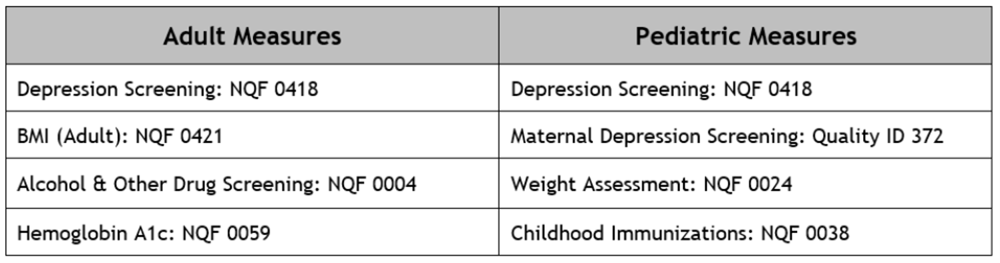 Adult Measures
Pediatric Measures
Depression Screening: NQF 0418
Depression Screening: NQF 0418
BMI (Adult): NQF 0421
Maternal Depression Screening: Quality ID 372
Alcohol & Other Drug Screening: NQF 0004
Weight Assessment: NQF 0024
Hemoglobin A1c: NQF 0059
Childhood Immunizations: NQF 0038